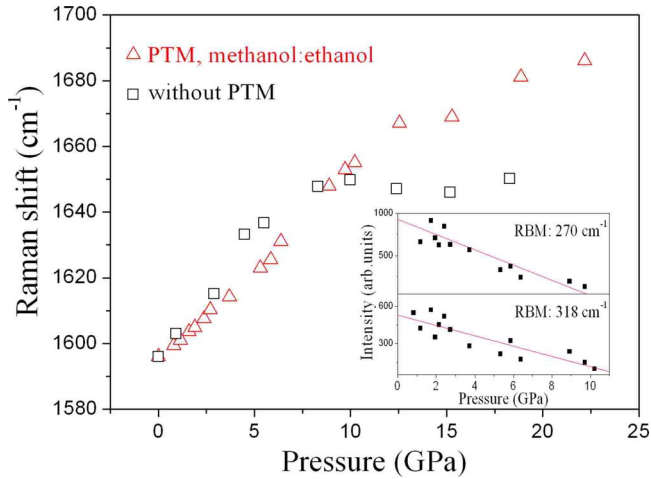 1700
1680
1660
1640
1620
1600
1580
Raman shift (cm⁻¹)
PTM, methanol:ethanol
without PTM
1000
500
600
300
Intensity (arb.units)
RBM: 270 cm⁻¹
RBM: 318 cm⁻¹
0 2 4 6 8 10
Pressure (GPa)
0 5 10 15 20 25
Pressure (GPa)